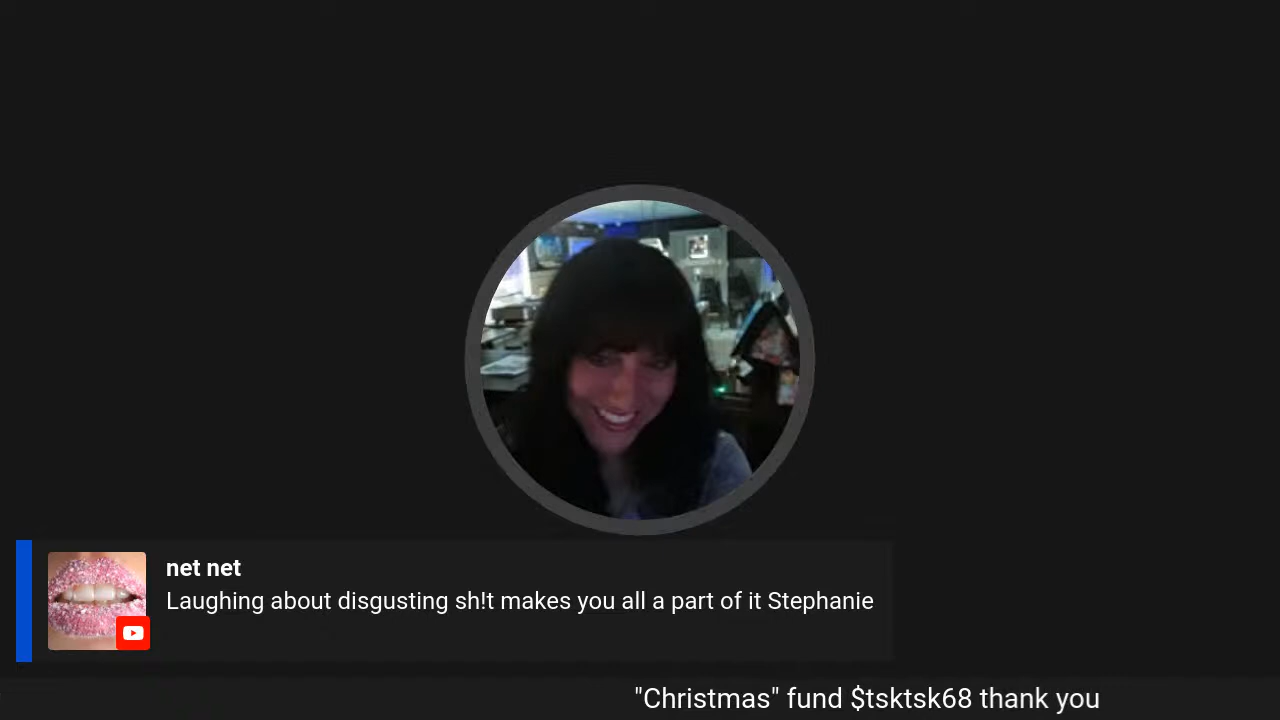 net net
Laughing about disgusting sh!t makes you all a part of it Stephanie
"Christmas" fund $tsktsk68 thank you